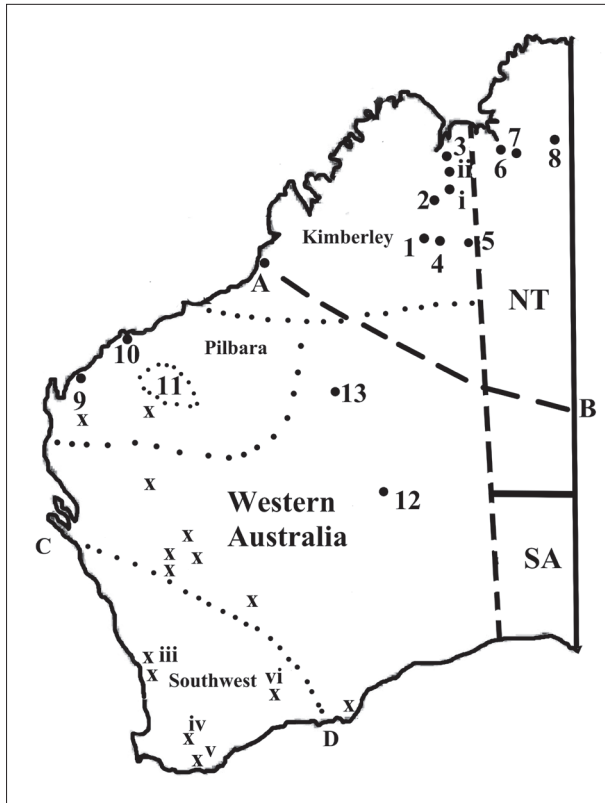 3
7
6
8
ii
2
i
Kimberley
1
4
5
A
NT
10
Pilbara
11
9
13
x
x
B
x
12
Western
Australia
C
x
x
x
x
SA
x
x
iii
x
Southwest
vi
x
x
iv
x
D
v
x